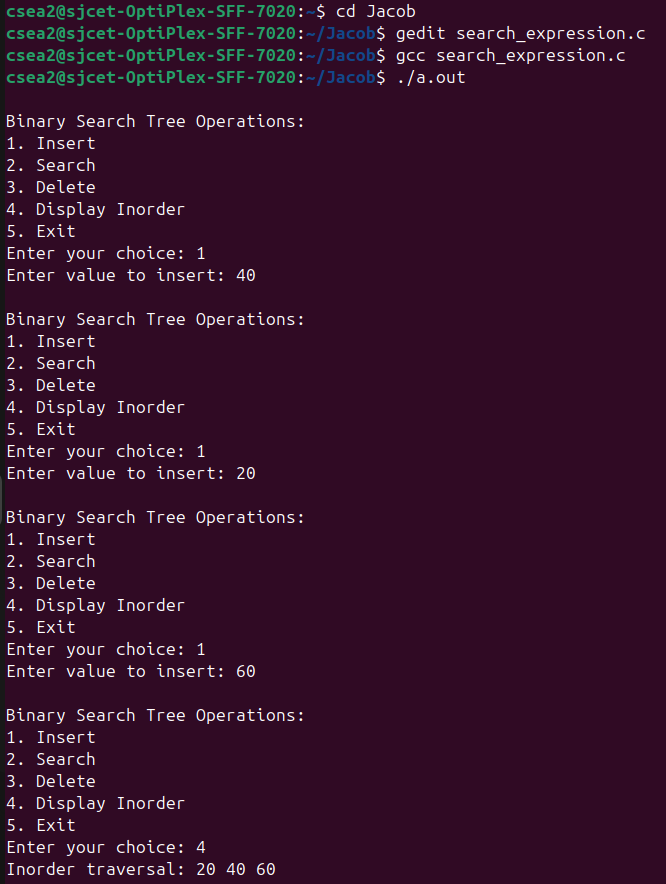 csea2@sjcet-OptiPlex-SFF-7020:~$ cd Jacob
csea2@sjcet-OptiPlex-SFF-7020:~/Jacob$ gedit search_expression.c
csea2@sjcet-OptiPlex-SFF-7020:~/Jacob$ gcc search_expression.c
csea2@sjcet-OptiPlex-SFF-7020:~/Jacob$ ./a.out

Binary Search Tree Operations:
1. Insert
2. Search
3. Delete
4. Display Inorder
5. Exit
Enter your choice: 1
Enter value to insert: 40

Binary Search Tree Operations:
1. Insert
2. Search
3. Delete
4. Display Inorder
5. Exit
Enter your choice: 1
Enter value to insert: 20

Binary Search Tree Operations:
1. Insert
2. Search
3. Delete
4. Display Inorder
5. Exit
Enter your choice: 1
Enter value to insert: 60

Binary Search Tree Operations:
1. Insert
2. Search
3. Delete
4. Display Inorder
5. Exit
Enter your choice: 4
Inorder traversal: 20 40 60